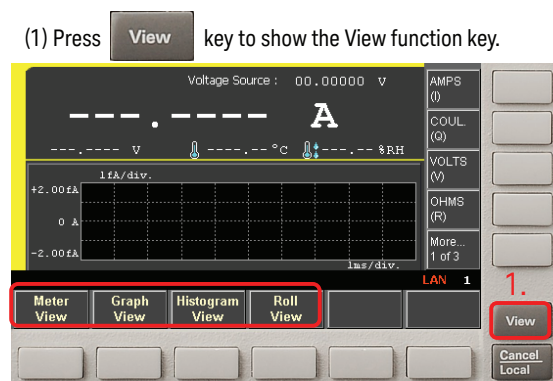 (1) Press View key to show the View function key.
Voltage Source : 00.00000 V
---.---- A
---.---- V ----.-- °C ---.-- %RH
1fA/div.
+2.00fA
0 A
-2.00fA
1ms/div.
AMPS
(I)
COUL.
(Q)
VOLTS
(V)
OHMS
(R)
More...
1 of 3
LAN 1
Meter
View
Graph
View
Histogram
View
Roll
View
1.
View
Cancel
Local